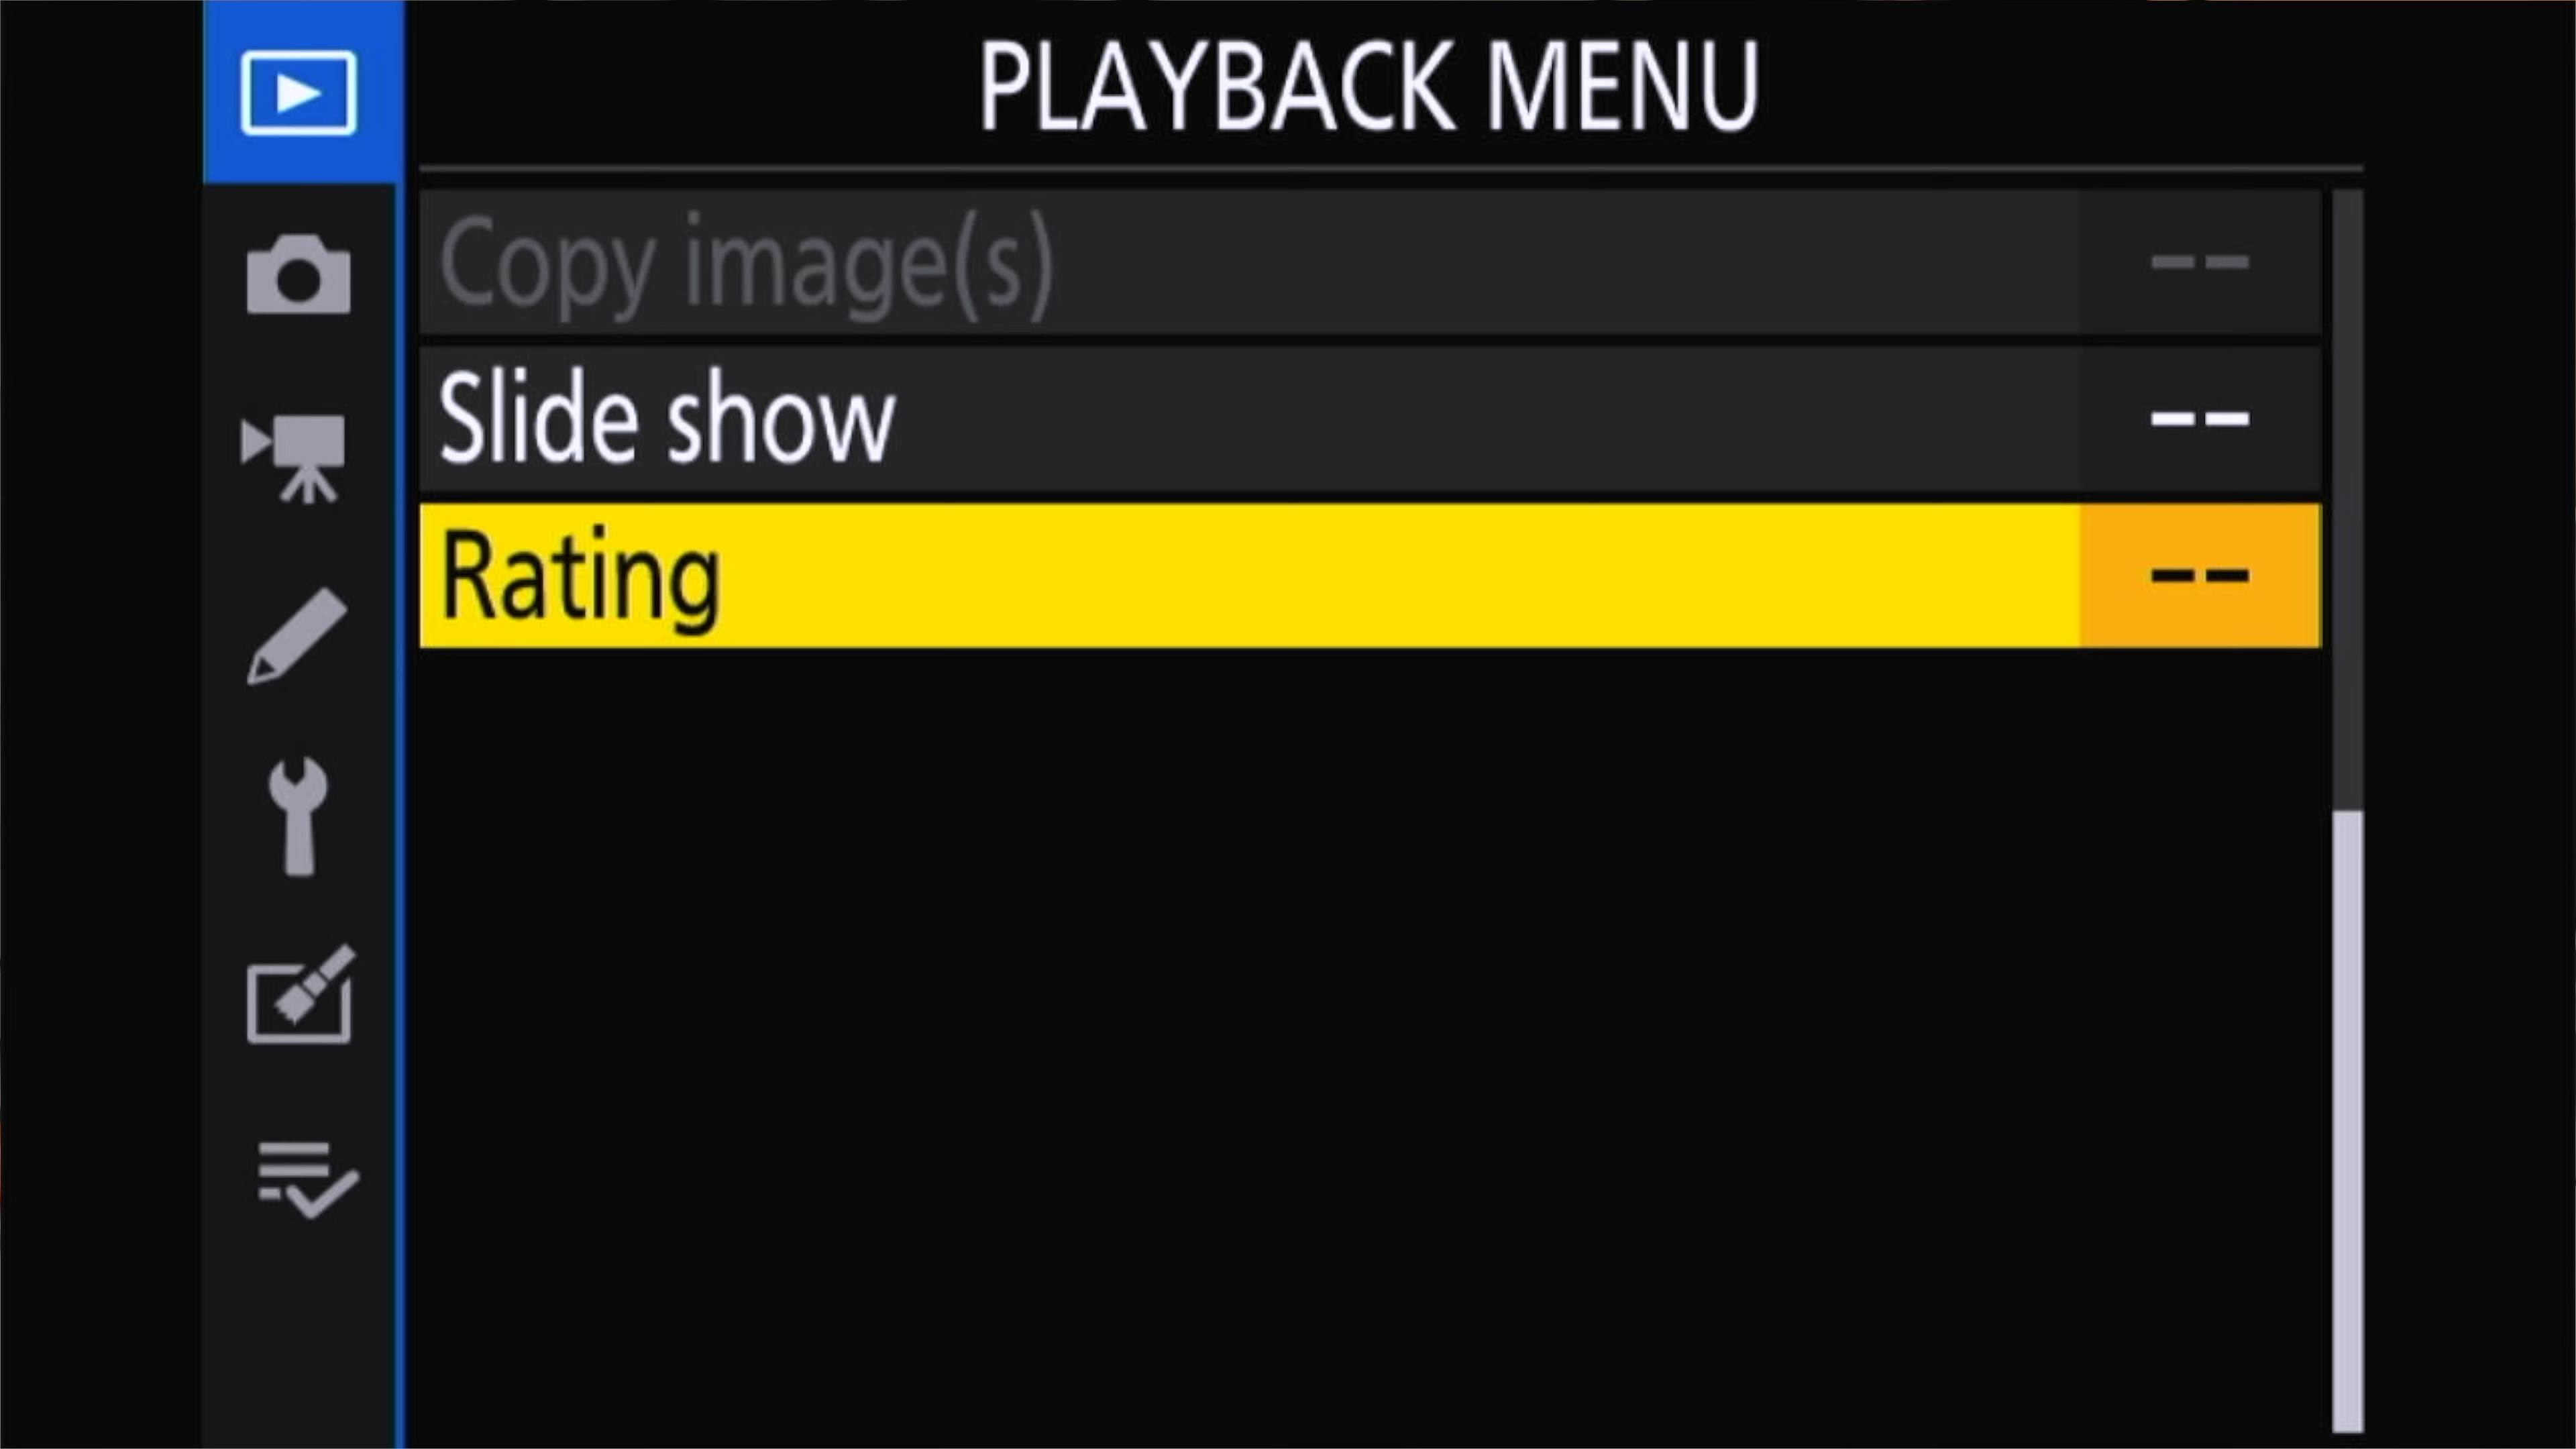 PLAYBACK MENU
Copy image(s) --
Slide show --
Rating --